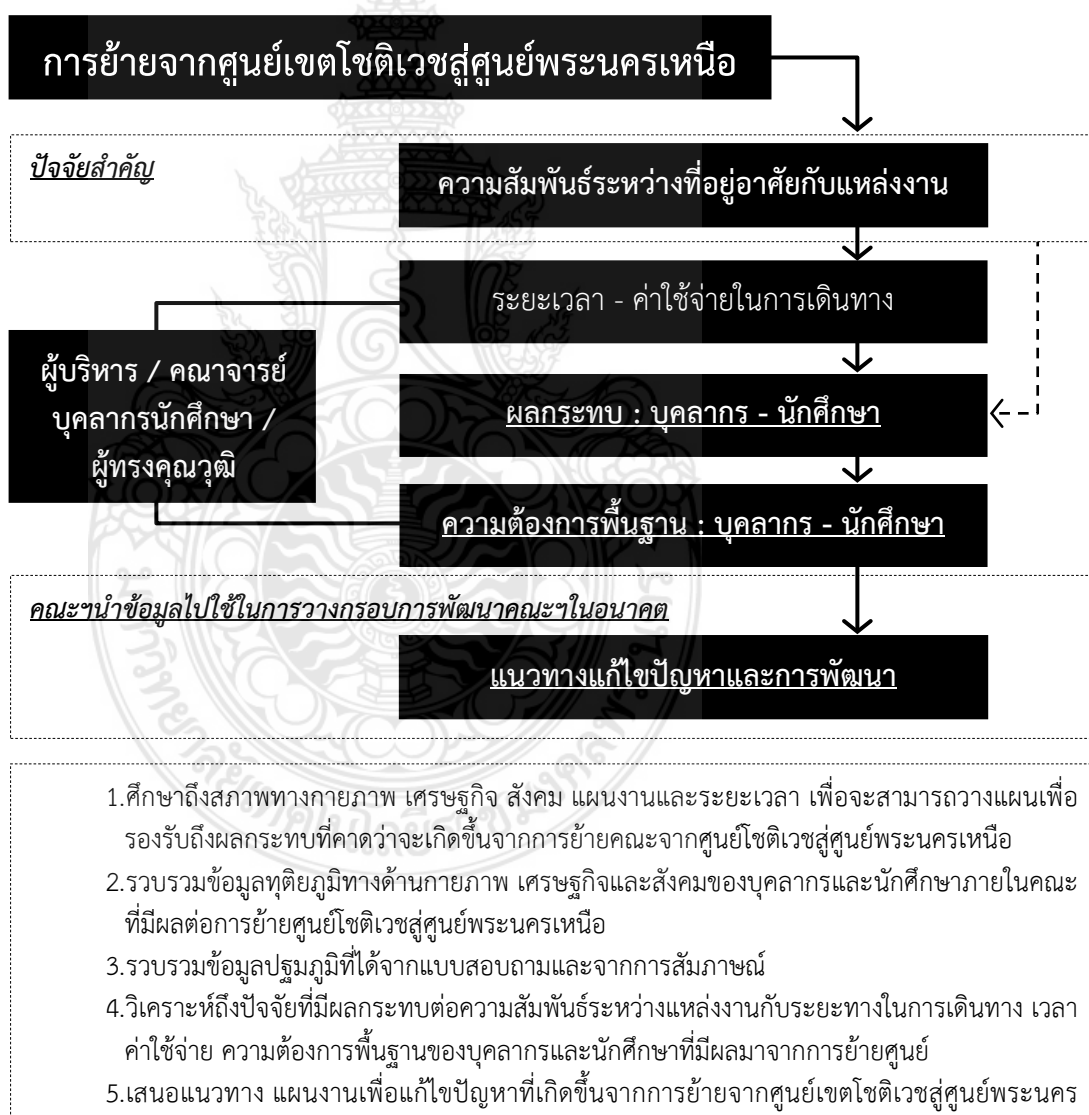 การย้ายจากศูนย์เขตโชติเวชสู่ศูนย์พระนครเหนือ
ปัจจัยสำคัญ
ความสัมพันธ์ระหว่างที่อยู่อาศัยกับแหล่งงาน
ระยะเวลา - ค่าใช้จ่ายในการเดินทาง
ผู้บริหาร / คณาจารย์
บุคลากรนักศึกษา /
ผู้ทรงคุณวุฒิ
ผลกระทบ : บุคลากร - นักศึกษา
ความต้องการพื้นฐาน : บุคลากร - นักศึกษา
คณะฯนำข้อมูลไปใช้ในการวางกรอบการพัฒนาคณะฯในอนาคต
แนวทางแก้ไขปัญหาและการพัฒนา
1.ศึกษาถึงสภาพทางกายภาพ เศรษฐกิจ สังคม แผนงานและระยะเวลา เพื่อจะสามารถวางแผนเพื่อ
รองรับถึงผลกระทบที่คาดว่าจะเกิดขึ้นจากการย้ายคณะจากศูนย์โชติเวชสู่ศูนย์พระนครเหนือ
2.รวบรวมข้อมูลทุติยภูมิทางด้านกายภาพ เศรษฐกิจและสังคมของบุคลากรและนักศึกษาภายในคณะ
ที่มีผลต่อการย้ายศูนย์โชติเวชสู่ศูนย์พระนครเหนือ
3.รวบรวมข้อมูลปฐมภูมิที่ได้จากแบบสอบถามและจากการสัมภาษณ์
4.วิเคราะห์ถึงปัจจัยที่มีผลกระทบต่อความสัมพันธ์ระหว่างแหล่งงานกับระยะทางในการเดินทาง เวลา
ค่าใช้จ่าย ความต้องการพื้นฐานของบุคลากรและนักศึกษาที่มีผลมาจากการย้ายศูนย์
5.เสนอแนวทาง แผนงานเพื่อแก้ไขปัญหาที่เกิดขึ้นจากการย้ายจากศูนย์เขตโชติเวชสู่ศูนย์พระนคร